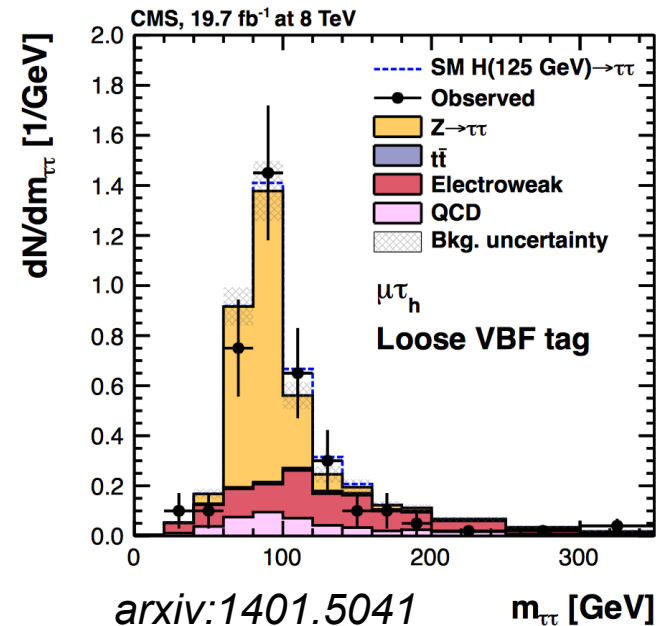 CMS, 19.7 fb⁻¹ at 8 TeV
dN/dm_ττ [1/GeV]
2.0
1.8
1.6
1.4
1.2
1.0
0.8
0.6
0.4
0.2
0.0
SM H(125 GeV)→ττ
Observed
Z→ττ
tt̄
Electroweak
QCD
Bkg. uncertainty
μτ_h
Loose VBF tag
0 100 200 300
arxiv:1401.5041 m_ττ [GeV]